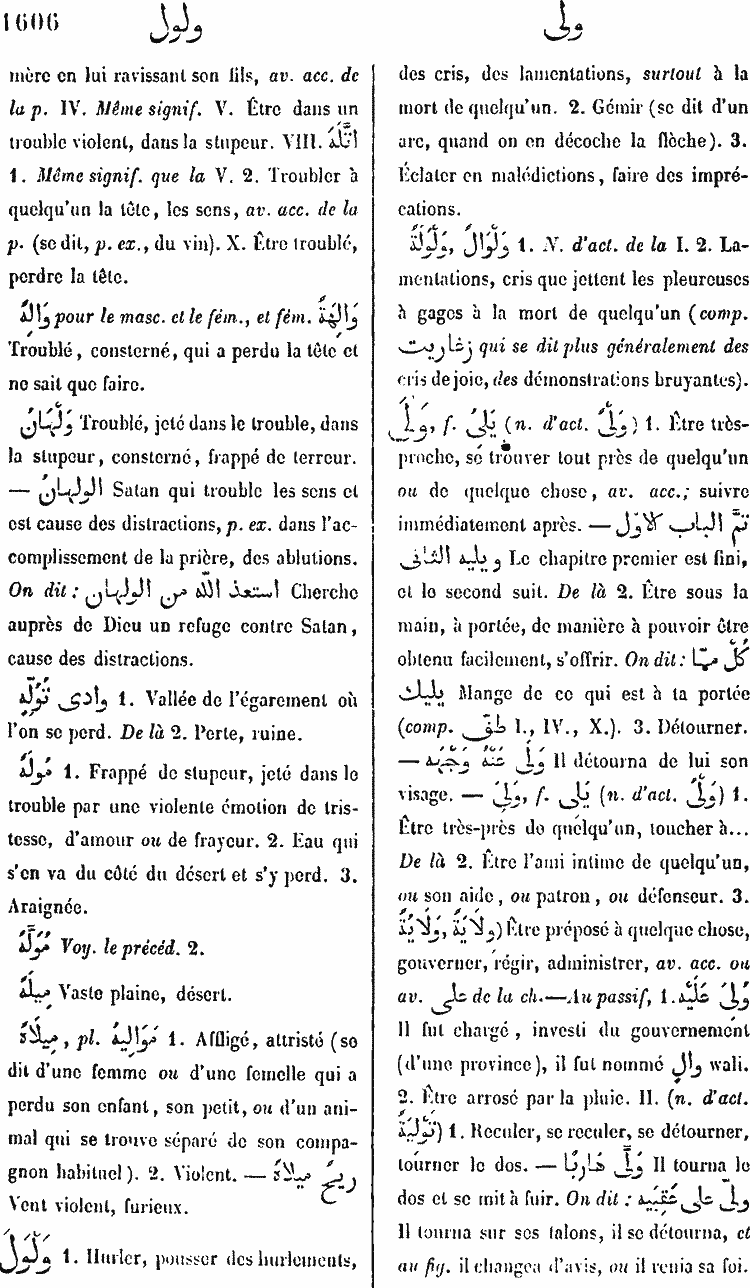 1606
ولول
ولى
mère en lui ravissant son fils, av. acc. de
la p. IV. Même signif. V. Être dans un
trouble violent, dans la stupeur. VIII. اتَّلَهَ
1. Même signif. que la V. 2. Troubler à
quelqu'un la tête, les sens, av. acc. de la
p. (se dit, p. ex., du vin). X. Être troublé,
perdre la tête.
وَالِهٌ pour le masc. et le fém., et fém. وَالِهَةٌ
Troublé, consterné, qui a perdu la tête et
ne sait que faire.
وَلْهَانُ Troublé, jeté dans le trouble, dans
la stupeur, consterné, frappé de terreur.
— الولهانُ Satan qui trouble les sens et
est cause des distractions, p. ex. dans l'ac-
complissement de la prière, des ablutions.
On dit : استعذ الله من الولهان Cherche
auprès de Dieu un refuge contre Satan,
cause des distractions.
وادى تُوُلِّهٍ 1. Vallée de l'égarement où
l'on se perd. De là 2. Perte, ruine.
مُولَهٌ 1. Frappé de stupeur, jeté dans le
trouble par une violente émotion de tris-
tesse, d'amour ou de frayeur. 2. Eau qui
s'en va du côté du désert et s'y perd. 3.
Araignée.
مُوَلَّهٌ Voy. le précéd. 2.
مِيلَهٌ Vaste plaine, désert.
مِيلَاهٌ, pl. مَوَالِيهُ 1. Affligé, attristé (se
dit d'une femme ou d'une femelle qui a
perdu son enfant, son petit, ou d'un ani-
mal qui se trouve séparé de son compa-
gnon habituel). 2. Violent. — رِيحٌ مِيلاهٌ
Vent violent, furieux.
وَلْوَلَ 1. Hurler, pousser des hurlements,
des cris, des lamentations, surtout à la
mort de quelqu'un. 2. Gémir (se dit d'un
arc, quand on en décoche la flèche). 3.
Éclater en malédictions, faire des impré-
cations.
وَلْوَالٌ, وَلْوَلَةٌ 1. N. d'act. de la I. 2. La-
mentations, cris que jettent les pleureuses
à gages à la mort de quelqu'un (comp.
زغاريت qui se dit plus généralement des
cris de joie, des démonstrations bruyantes).
وَلَى, f. يَلِىُ (n. d'act. وَلْىٌ) 1. Être très-
proche, se trouver tout près de quelqu'un
ou de quelque chose, av. acc.; suivre
immédiatement après. — تمّ الباب الاوّل
ويليه الثانى Le chapitre premier est fini,
et le second suit. De là 2. Être sous la
main, à portée, de manière à pouvoir être
obtenu facilement, s'offrir. On dit : كُلْ مِمّا
يليك Mange de ce qui est à ta portée
(comp. طفّ I., IV., X.). 3. Détourner.
— وَلَى عَنْهُ وَجْهَهُ Il détourna de lui son
visage. — وَلِىَ, f. يَلِى (n. d'act. وَلْىٌ) 1.
Être très-près de quelqu'un, toucher à...
De là 2. Être l'ami intime de quelqu'un,
ou son aide, ou patron, ou défenseur. 3.
(وِلَايَةٌ, وَلَايَةٌ) Être préposé à quelque chose,
gouverner, régir, administrer, av. acc. ou
av. على de la ch.—Au passif, 1. وُلِىَ عَلَيْهِ
Il fut chargé, investi du gouvernement
(d'une province), il fut nommé والٍ wali.
2. Être arrosé par la pluie. II. (n. d'act.
تَوْلِيَةٌ) 1. Reculer, se reculer, se détourner,
tourner le dos. — وَلَّى هَارِبًا Il tourna le
dos et se mit à fuir. On dit : ولّى على عَقِبَيْهِ
Il tourna sur ses talons, il se détourna, et
au fig. il changea d'avis, ou il renia sa foi.